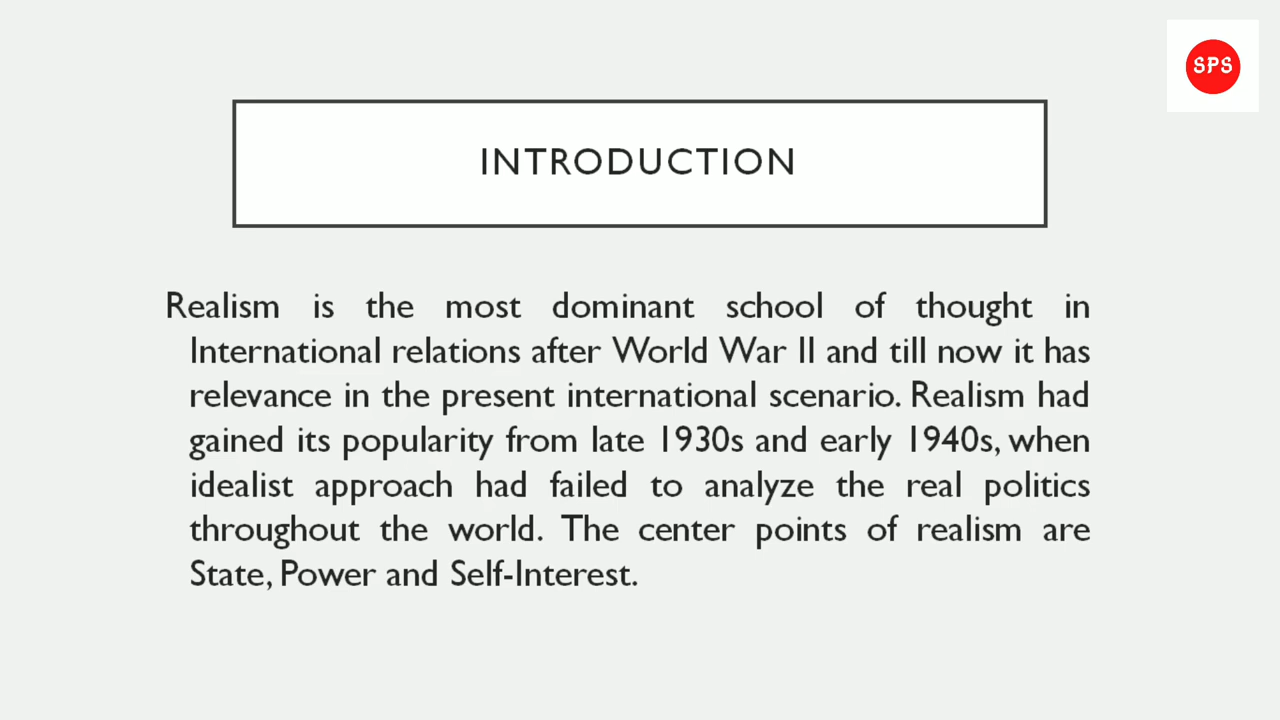 SPS
INTRODUCTION
Realism is the most dominant school of thought in
International relations after World War II and till now it has
relevance in the present international scenario. Realism had
gained its popularity from late 1930s and early 1940s, when
idealist approach had failed to analyze the real politics
throughout the world. The center points of realism are
State, Power and Self-Interest.